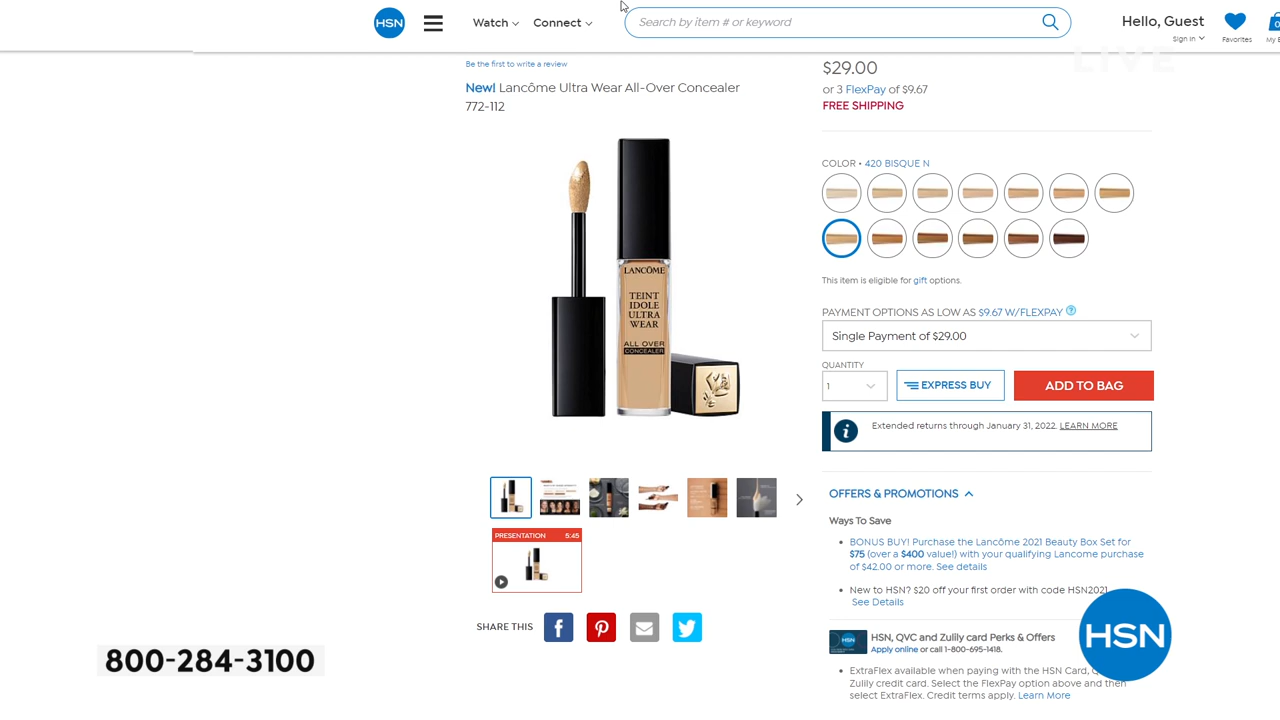 HSN
Watch
Connect
Search by item # or keyword
Hello, Guest
Sign In
Favorites
0
LIVE
Be the first to write a review
New! Lancôme Ultra Wear All-Over Concealer
772-112
$29.00
or 3 FlexPay of $9.67
FREE SHIPPING
COLOR • 420 BISQUE N
This item is eligible for gift options.
PAYMENT OPTIONS AS LOW AS $9.67 W/FLEXPAY ?
Single Payment of $29.00
QUANTITY
1
EXPRESS BUY
ADD TO BAG
Extended returns through January 31, 2022. LEARN MORE
LANCÔME
TEINT
IDOLE
ULTRA
WEAR
ALL OVER
CONCEALER
PRESENTATION 5:45
SHARE THIS
OFFERS & PROMOTIONS
Ways To Save
• BONUS BUY! Purchase the Lancôme 2021 Beauty Box Set for
$75 (over a $400 value!) with your qualifying Lancome purchase
of $42.00 or more. See details
• New to HSN? $20 off your first order with code HSN2021
See Details
HSN, QVC and Zulily card Perks & Offers
Apply online or call 1-800-695-1418.
• ExtraFlex available when paying with the HSN Card,
Zulily credit card. Select the FlexPay option above and then
select ExtraFlex. Credit terms apply. Learn More
HSN
800-284-3100